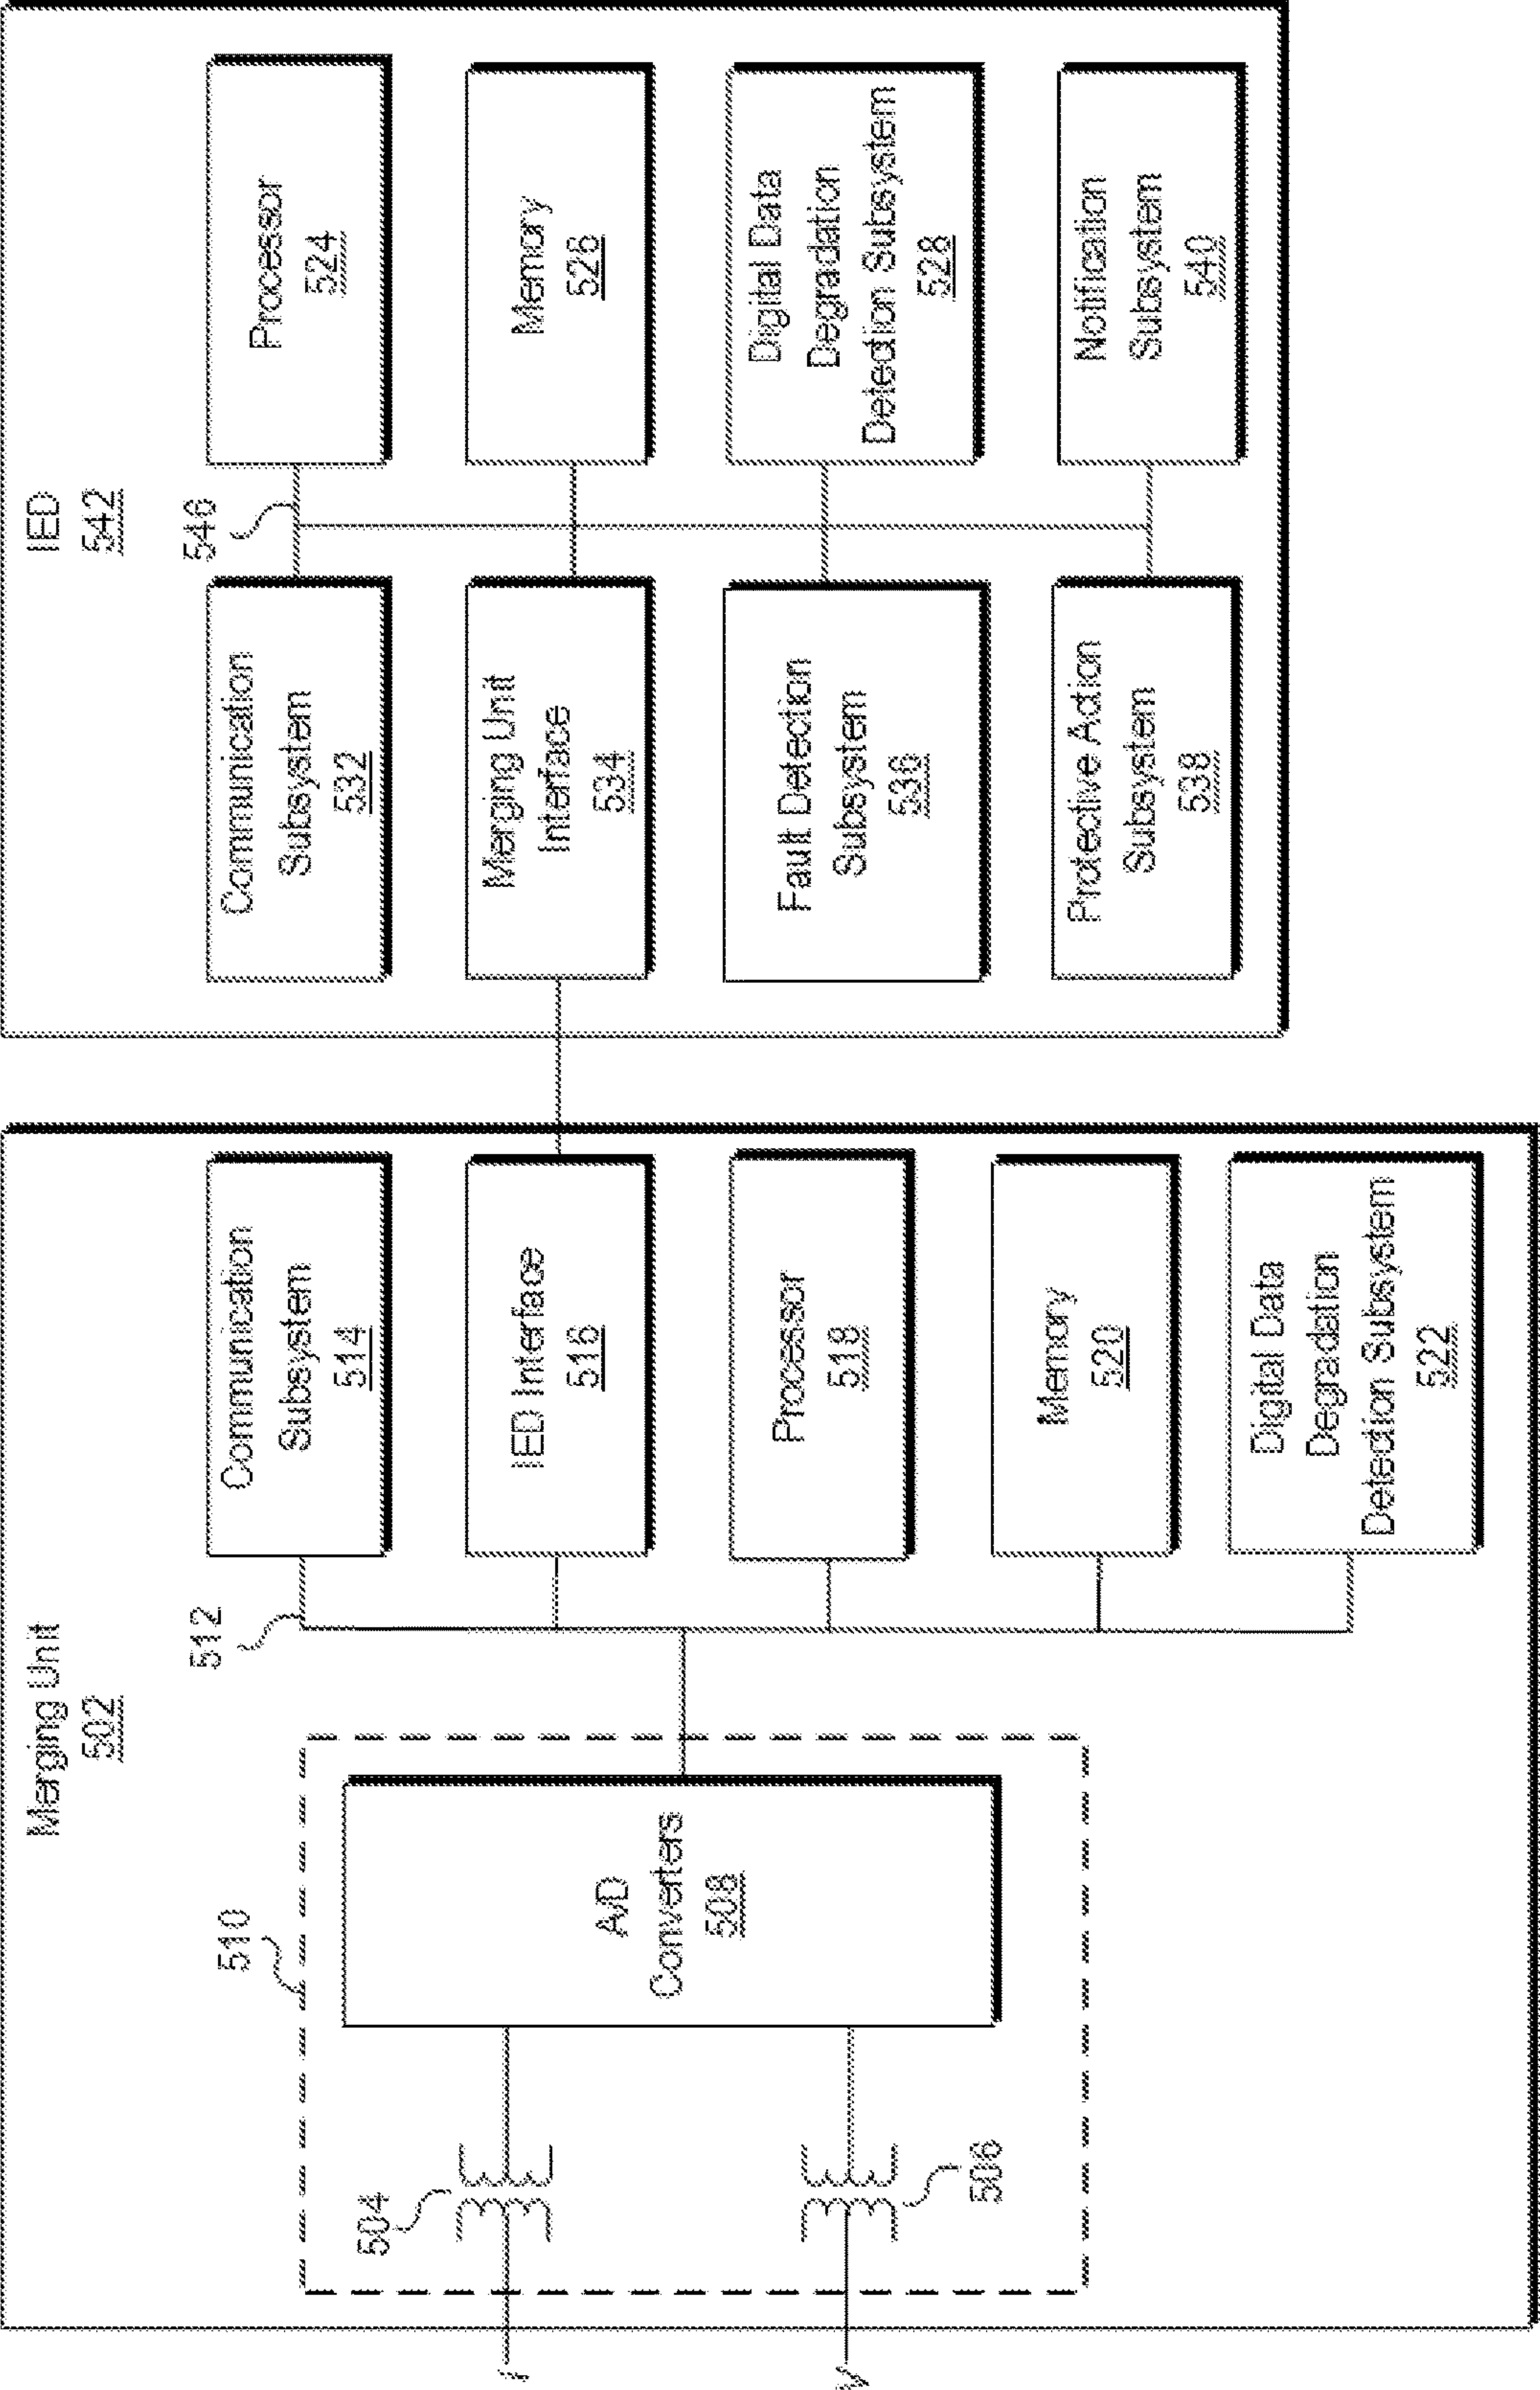 Merging Unit
502
510
504
506
I
V
A/D
Converters
508
512
Communication
Subsystem
514
IED Interface
516
Processor
518
Memory
520
Digital Data
Degradation
Detection Subsystem
522
IED
542
546
Communication
Subsystem
532
Merging Unit
Interface
534
Fault Detection
Subsystem
536
Protective Action
Subsystem
538
Processor
524
Memory
526
Digital Data
Degradation
Detection Subsystem
528
Notification
Subsystem
540